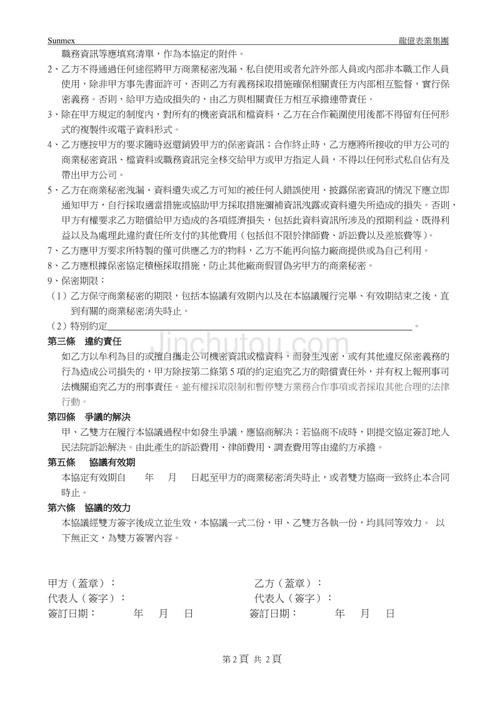 Sunmex 龍億表業集團
職務資訊等應填寫清單，作為本協定的附件。
2、乙方不得通過任何途徑將甲方商業秘密洩漏、私自使用或者允許外部人員或內部非本職工作人員
使用，除非甲方事先書面許可，否則乙方有義務採取措施確保相關責任方內部相互監督，實行保
密義務。否則，給甲方造成損失的，由乙方與相關責任方相互承擔連帶責任．
3、除在甲方規定的制度內，對所有的機密資訊和檔資料，乙方在合作範圍使用後都不得留有任何形
式的複製件或電子資料形式。
4、乙方應按甲方的要求隨時返還銷毀甲方的保密資訊；合作終止時，乙方應將所接收的甲方公司的
商業秘密、檔資料或職務資訊完全移交給甲方或甲方指定人員，不得以任何形式私自佔有及
帶出甲方公司。
5、乙方在商業秘密洩漏、資料遺失或乙方可知的被任何人錯誤使用、披露保密資訊的情況下應立即
通知甲方，自行採取適當措施或協助甲方採取措施彌補資訊洩露或資料遺失所造成的損失。否則，
甲方有權要求乙方賠償給甲方造成的各項經濟損失，包括此資料資訊所涉及的預期利益、既得利
益以及為處理此違約責任所支付的其他費用（包括但不限於律師費、訴訟費以及差旅費等）。
7、乙方應甲方要求所特製的僅可供應乙方的物料，乙方不能再向協力廠商提供或為自己利用。
8、乙方應根據保密協定積極採取措施，防止其他廠商假冒偽劣甲方的商業秘密。
9、保密期限：
（1）乙方保守商業秘密的期限，包括本協議有效期內以及在本協議履行完畢、有效期結束之後，直
到有關的商業秘密消失時止。
（2）特別約定　　　　　　　　　　　　　　　　　　　　　　。
第三條　違約責任
如乙方以牟利為目的或擅自攜走公司機密資訊或檔資料，而發生洩密，或有其他違反保密義務的
行為造成公司損失的，甲方除按第二條第 5 項的約定追究乙方的賠償責任外，并有权上報刑事司
法機關追究乙方的刑事責任。並有權採取限制和暫停雙方業務合作事項或者採取其他合理的法律
行動。
第四條　爭議的解決
甲、乙雙方在履行本協議過程中如發生爭議，應協商解決；若協商不成時，則提交協定簽訂地人
民法院訴訟解決。由此產生的訴訟費用、律師費用、調查費用等由違約方承擔。
第五條　協議有效期
本協定有效期自　　年　月　日起至甲方的商業秘密消失時止，或者雙方協商一致終止本合同
時止。
第六條　協議的效力
本協議經雙方簽字後成立並生效，本協議一式二份，甲、乙雙方各執一份，均具同等效力。 以
下無正文，為雙方簽署內容。
甲方（蓋章）： 乙方（蓋章）：
代表人（簽字）： 代表人（簽字）：
簽訂日期：　　年　月　日 簽訂日期：　　年　月　日
第 2 頁 共 2 頁
Jinchutou.com